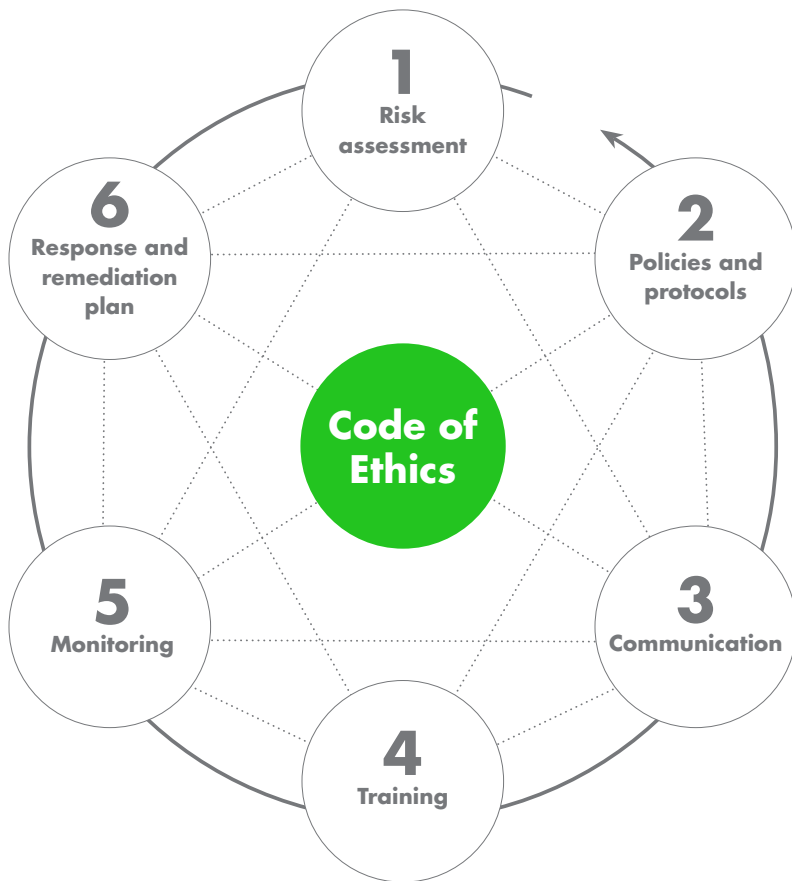 1
Risk
assessment
2
Policies and
protocols
3
Communication
4
Training
5
Monitoring
6
Response and
remediation
plan
Code of
Ethics